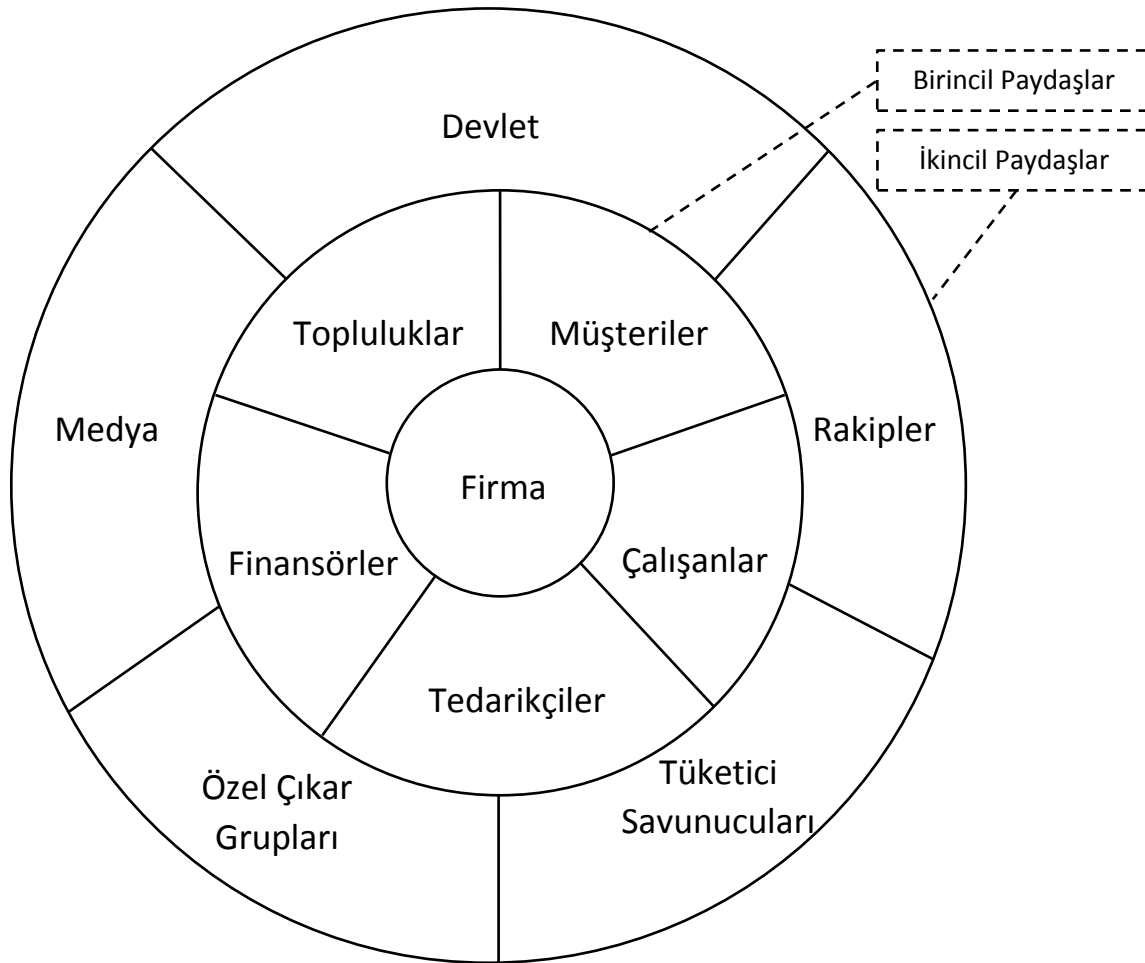 Birincil Paydaşlar
Devlet
İkincil Paydaşlar
Topluluklar
Müşteriler
Medya
Rakipler
Firma
Finansörler
Çalışanlar
Tedarikçiler
Özel Çıkar
Grupları
Tüketici
Savunucuları